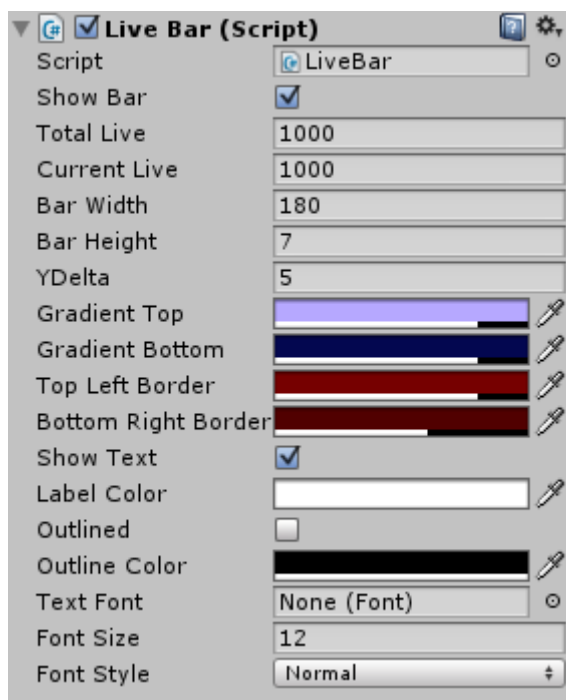 Live Bar (Script)
Script LiveBar
Show Bar
Total Live 1000
Current Live 1000
Bar Width 180
Bar Height 7
YDelta 5
Gradient Top
Gradient Bottom
Top Left Border
Bottom Right Border
Show Text
Label Color
Outlined
Outline Color
Text Font None (Font)
Font Size 12
Font Style Normal